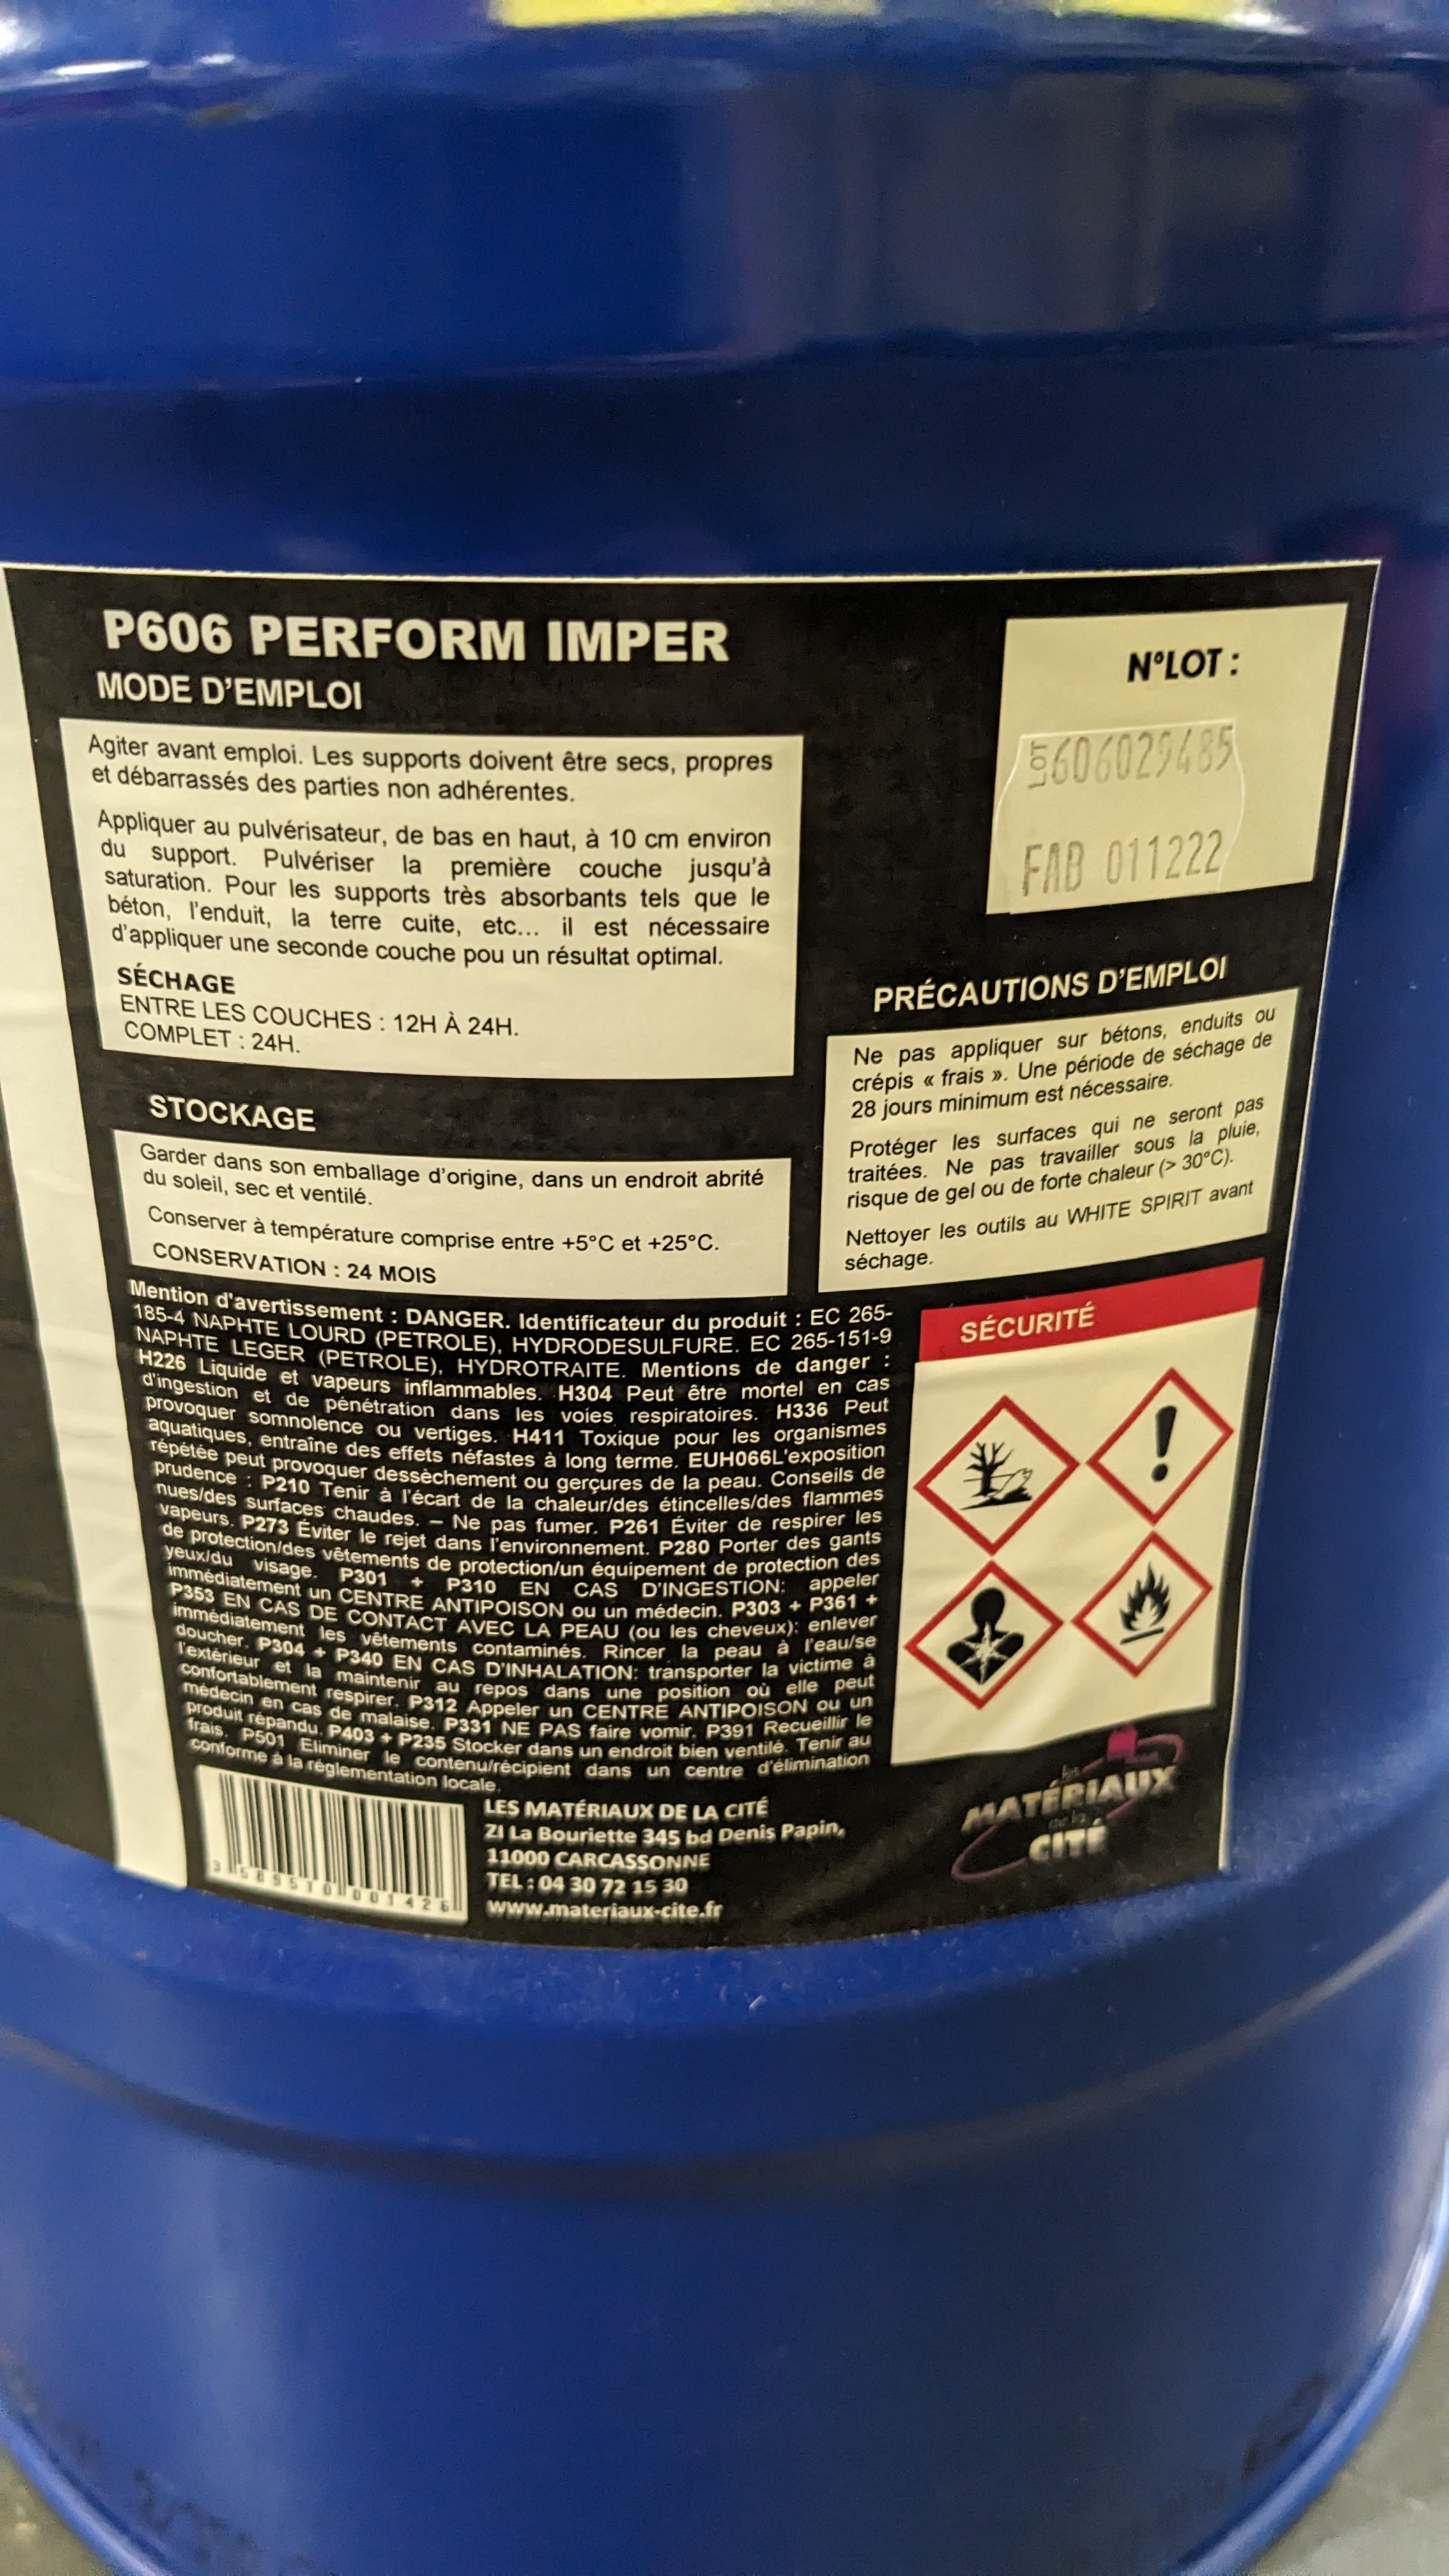 P606 PERFORM IMPER
MODE D'EMPLOI
Agiter avant emploi. Les supports doivent être secs, propres
et débarrassés des parties non adhérentes.
Appliquer au pulvérisateur, de bas en haut, à 10 cm environ
du support. Pulvériser la première couche jusqu'à
saturation. Pour les supports très absorbants tels que le
béton, l'enduit, la terre cuite, etc... il est nécessaire
d'appliquer une seconde couche pou un résultat optimal.
SÉCHAGE
ENTRE LES COUCHES : 12H À 24H.
COMPLET : 24H.
STOCKAGE
Garder dans son emballage d'origine, dans un endroit abrité
du soleil, sec et ventilé.
Conserver à température comprise entre +5°C et +25°C.
CONSERVATION : 24 MOIS
N°LOT :
LOT 606029485
FAB 011222
PRÉCAUTIONS D'EMPLOI
Ne pas appliquer sur bétons, enduits ou
crépis « frais ». Une période de séchage de
28 jours minimum est nécessaire.
Protéger les surfaces qui ne seront pas
traitées. Ne pas travailler sous la pluie,
risque de gel ou de forte chaleur (> 30°C).
Nettoyer les outils au WHITE SPIRIT avant
séchage.
Mention d'avertissement : DANGER. Identificateur du produit : EC 265-
185-4 NAPHTE LOURD (PETROLE), HYDRODESULFURE. EC 265-151-9
NAPHTE LEGER (PETROLE), HYDROTRAITE. Mentions de danger :
H226 Liquide et vapeurs inflammables. H304 Peut être mortel en cas
d'ingestion et de pénétration dans les voies respiratoires. H336 Peut
provoquer somnolence ou vertiges. H411 Toxique pour les organismes
aquatiques, entraîne des effets néfastes à long terme. EUH066L'exposition
répétée peut provoquer dessèchement ou gerçures de la peau. Conseils de
prudence : P210 Tenir à l'écart de la chaleur/des étincelles/des flammes
nues/des surfaces chaudes. – Ne pas fumer. P261 Éviter de respirer les
vapeurs. P273 Éviter le rejet dans l'environnement. P280 Porter des gants
de protection/des vêtements de protection/un équipement de protection des
yeux/du visage. P301 + P310 EN CAS D'INGESTION: appeler
immédiatement un CENTRE ANTIPOISON ou un médecin. P303 + P361 +
P353 EN CAS DE CONTACT AVEC LA PEAU (ou les cheveux): enlever
immédiatement les vêtements contaminés. Rincer la peau à l'eau/se
doucher. P304 + P340 EN CAS D'INHALATION: transporter la victime à
l'extérieur et la maintenir au repos dans une position où elle peut
confortablement respirer. P312 Appeler un CENTRE ANTIPOISON ou un
médecin en cas de malaise. P331 NE PAS faire vomir. P391 Recueillir le
produit répandu. P403 + P235 Stocker dans un endroit bien ventilé. Tenir au
frais. P501 Eliminer le contenu/récipient dans un centre d'élimination
conforme à la réglementation locale.
SÉCURITÉ
3 589510 001426
LES MATÉRIAUX DE LA CITÉ
ZI La Bouriette 345 bd Denis Papin,
11000 CARCASSONNE
TEL : 04 30 72 15 30
www.materiaux-cite.fr
les
MATÉRIAUX
de la
CITÉ